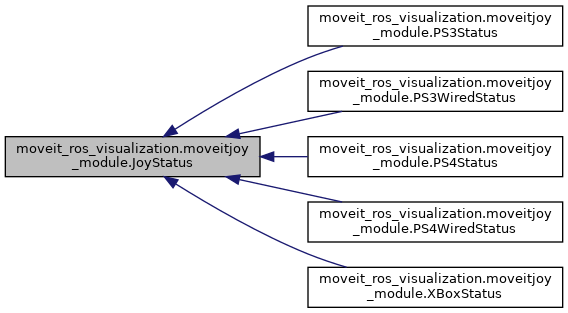 moveit_ros_visualization.moveitjoy
_module.PS3Status
moveit_ros_visualization.moveitjoy
_module.PS3WiredStatus
moveit_ros_visualization.moveitjoy
_module.JoyStatus
moveit_ros_visualization.moveitjoy
_module.PS4Status
moveit_ros_visualization.moveitjoy
_module.PS4WiredStatus
moveit_ros_visualization.moveitjoy
_module.XBoxStatus